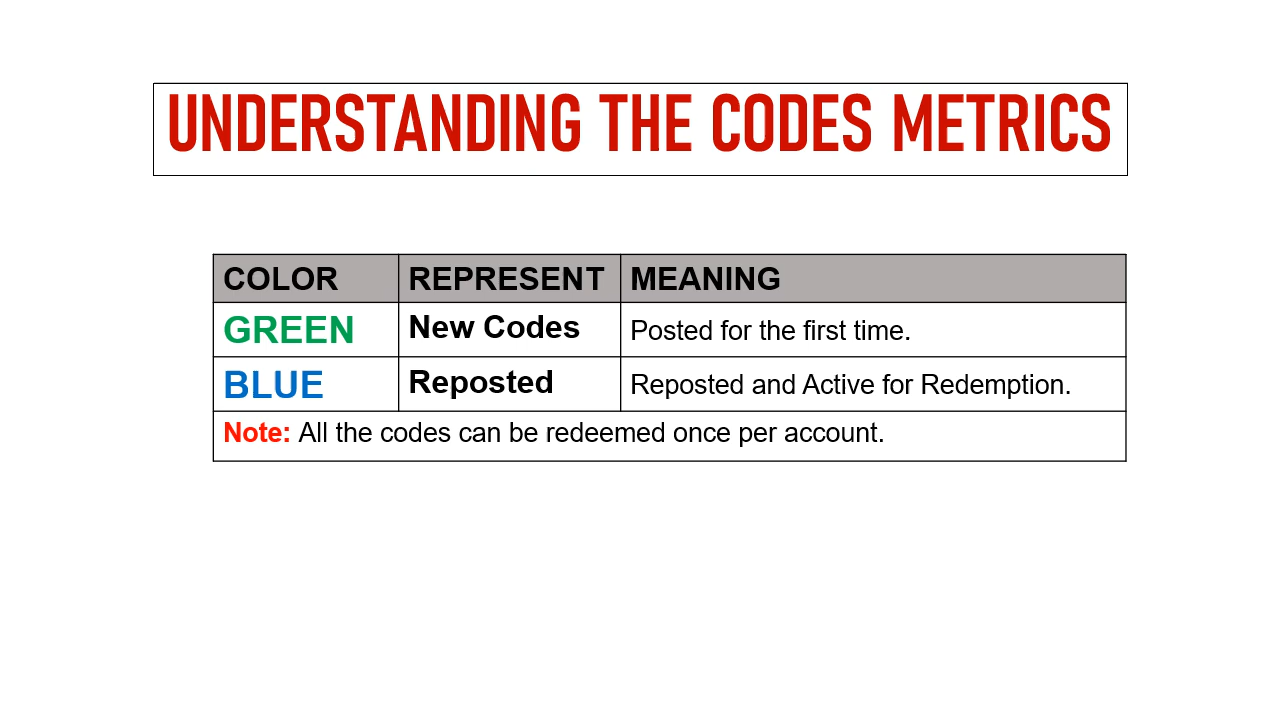 UNDERSTANDING THE CODES METRICS
COLOR REPRESENT MEANING
GREEN New Codes Posted for the first time.
BLUE Reposted Reposted and Active for Redemption.
Note: All the codes can be redeemed once per account.